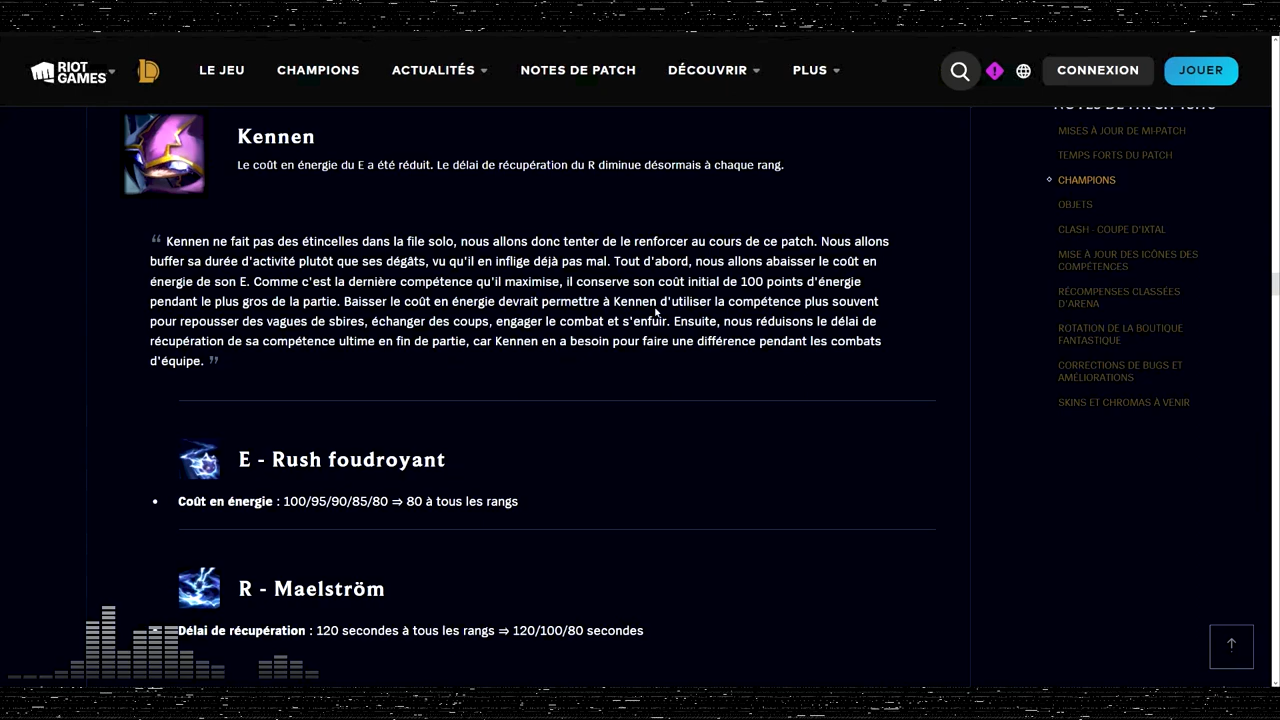 RIOT GAMES
LE JEU
CHAMPIONS
ACTUALITÉS
NOTES DE PATCH
DÉCOUVRIR
PLUS
CONNEXION
JOUER
Kennen
Le coût en énergie du E a été réduit. Le délai de récupération du R diminue désormais à chaque rang.
“ Kennen ne fait pas des étincelles dans la file solo, nous allons donc tenter de le renforcer au cours de ce patch. Nous allons
buffer sa durée d'activité plutôt que ses dégâts, vu qu'il en inflige déjà pas mal. Tout d'abord, nous allons abaisser le coût en
énergie de son E. Comme c'est la dernière compétence qu'il maximise, il conserve son coût initial de 100 points d'énergie
pendant le plus gros de la partie. Baisser le coût en énergie devrait permettre à Kennen d'utiliser la compétence plus souvent
pour repousser des vagues de sbires, échanger des coups, engager le combat et s'enfuir. Ensuite, nous réduisons le délai de
récupération de sa compétence ultime en fin de partie, car Kennen en a besoin pour faire une différence pendant les combats
d'équipe. ”
E - Rush foudroyant
• Coût en énergie : 100/95/90/85/80 ⇒ 80 à tous les rangs
R - Maelström
• Délai de récupération : 120 secondes à tous les rangs ⇒ 120/100/80 secondes
MISES À JOUR DE MI-PATCH
TEMPS FORTS DU PATCH
CHAMPIONS
OBJETS
CLASH - COUPE D'IXTAL
MISE À JOUR DES ICÔNES DES
COMPÉTENCES
RÉCOMPENSES CLASSÉES
D'ARENA
ROTATION DE LA BOUTIQUE
FANTASTIQUE
CORRECTIONS DE BUGS ET
AMÉLIORATIONS
SKINS ET CHROMAS À VENIR